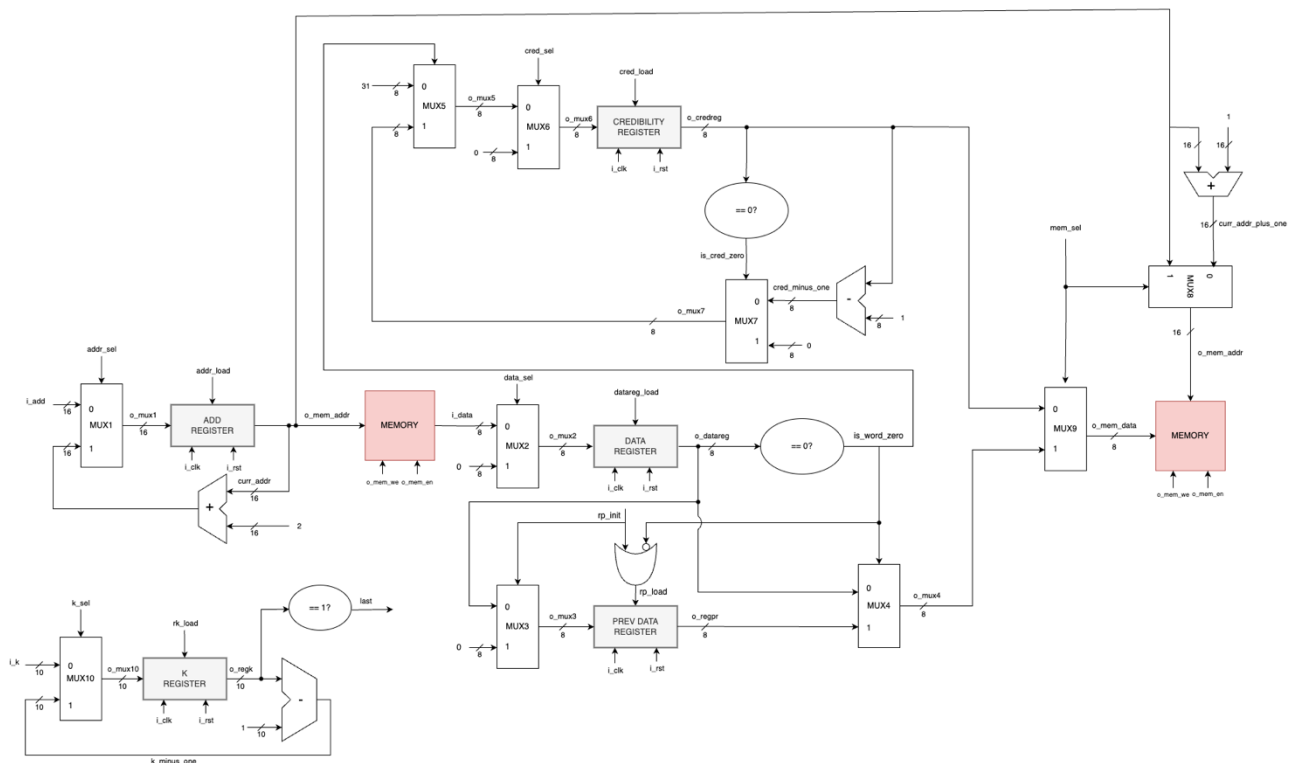 cred_sel
cred_load
31
8
0
MUX5
1
8
o_mux5
8
0
MUX6
1
0
8
o_mux6
8
CREDIBILITY
REGISTER
i_clk
i_rst
o_credreg
8
== 0?
is_cred_zero
0
MUX7
1
cred_minus_one
8
-
8
1
0
8
o_mux7
8
1
16
16
+
16
curr_addr_plus_one
mem_sel
1
MUX8
0
16
o_mem_addr
addr_sel
addr_load
i_add
16
0
MUX1
1
16
o_mux1
16
ADD
REGISTER
i_clk
i_rst
curr_addr
16
+
16
2
o_mem_addr
MEMORY
o_mem_we
o_mem_en
i_data
8
data_sel
0
MUX2
1
0
8
o_mux2
8
datareg_load
DATA
REGISTER
i_clk
i_rst
o_datareg
8
== 0?
is_word_zero
0
MUX9
1
o_mem_data
8
MEMORY
o_mem_we
o_mem_en
rp_init
rp_load
0
MUX3
1
0
8
o_mux3
8
PREV DATA
REGISTER
i_clk
i_rst
o_regpr
8
0
MUX4
1
o_mux4
8
k_sel
rk_load
i_k
10
0
MUX10
1
10
o_mux10
10
K
REGISTER
i_clk
i_rst
o_regk
10
== 1?
last
-
1
10
k_minus_one